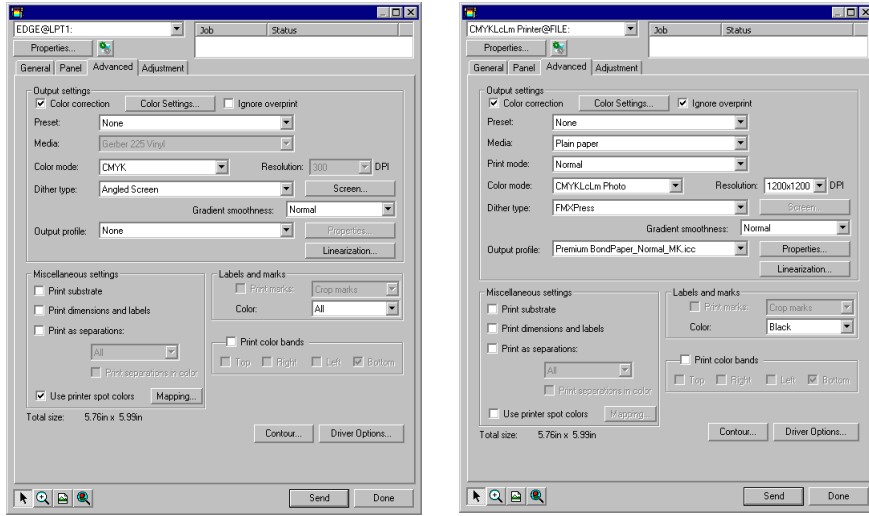 EDGE@LPT1:
Job Status
Properties...
General Panel Advanced Adjustment
Output settings
Color correction Color Settings... Ignore overprint
Preset: None
Media: Gerber 225 Vinyl
Color mode: CMYK Resolution: 300 DPI
Dither type: Angled Screen Screen...
Gradient smoothness: Normal
Output profile: None Properties...
Linearization...
Miscellaneous settings
Print substrate
Print dimensions and labels
Print as separations:
All
Print separations in color
Use printer spot colors Mapping...
Labels and marks
Print marks: Crop marks
Color: All
Print color bands
Top Right Left Bottom
Total size: 5.76in x 5.99in
Contour... Driver Options...
Send Done
CMYKLcLm Printer@FILE:
Job Status
Properties...
General Panel Advanced Adjustment
Output settings
Color correction Color Settings... Ignore overprint
Preset: None
Media: Plain paper
Print mode: Normal
Color mode: CMYKLcLm Photo Resolution: 1200x1200 DPI
Dither type: FMXPress Screen...
Gradient smoothness: Normal
Output profile: Premium BondPaper_Normal_MK.icc Properties...
Linearization...
Miscellaneous settings
Print substrate
Print dimensions and labels
Print as separations:
All
Print separations in color
Use printer spot colors Mapping...
Labels and marks
Print marks: Crop marks
Color: Black
Print color bands
Top Right Left Bottom
Total size: 5.76in x 5.99in
Contour... Driver Options...
Send Done